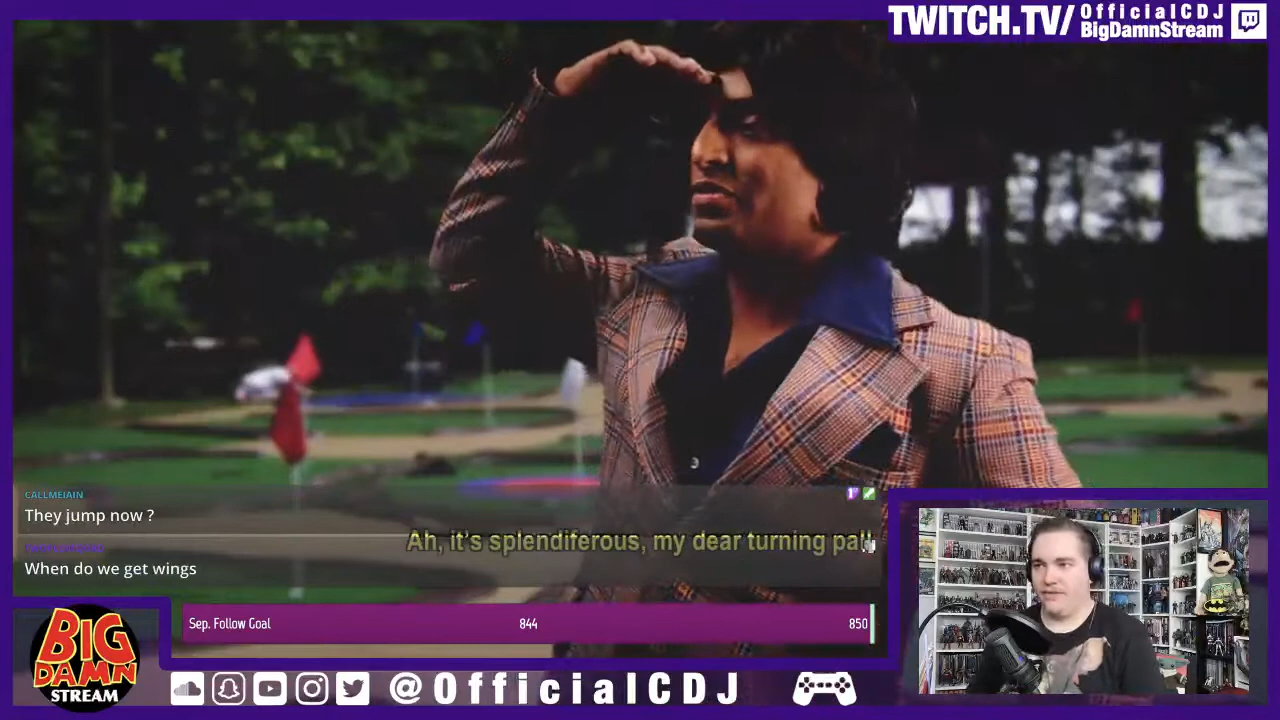 TWITCH.TV/
OfficialCDJ
BigDamnStream
CALLMEIAIN
They jump now ?
When do we get wings
Ah, it's splendiferous, my dear turning
Sep. Follow Goal
844
850
BIG
DAMN
STREAM
@OfficialCDJ